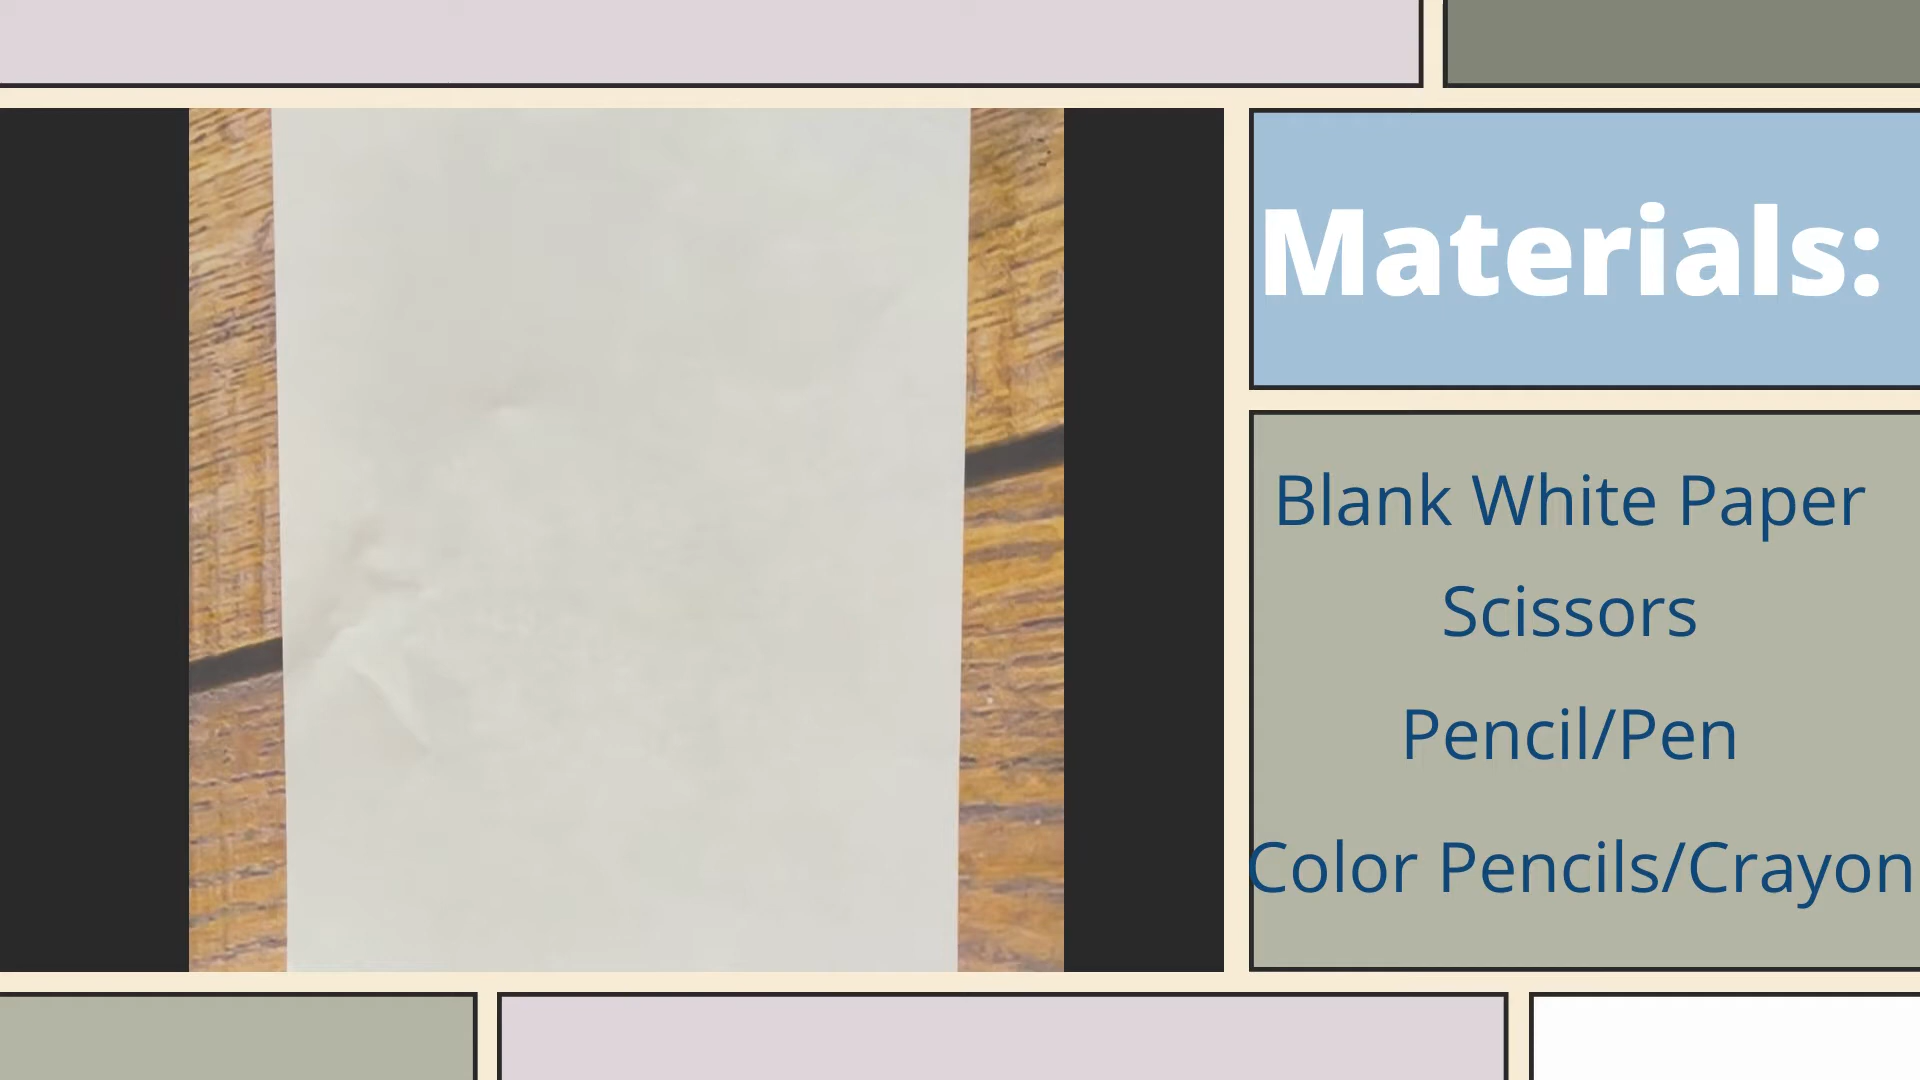 Materials:
Blank White Paper
Scissors
Pencil/Pen
Color Pencils/Crayon